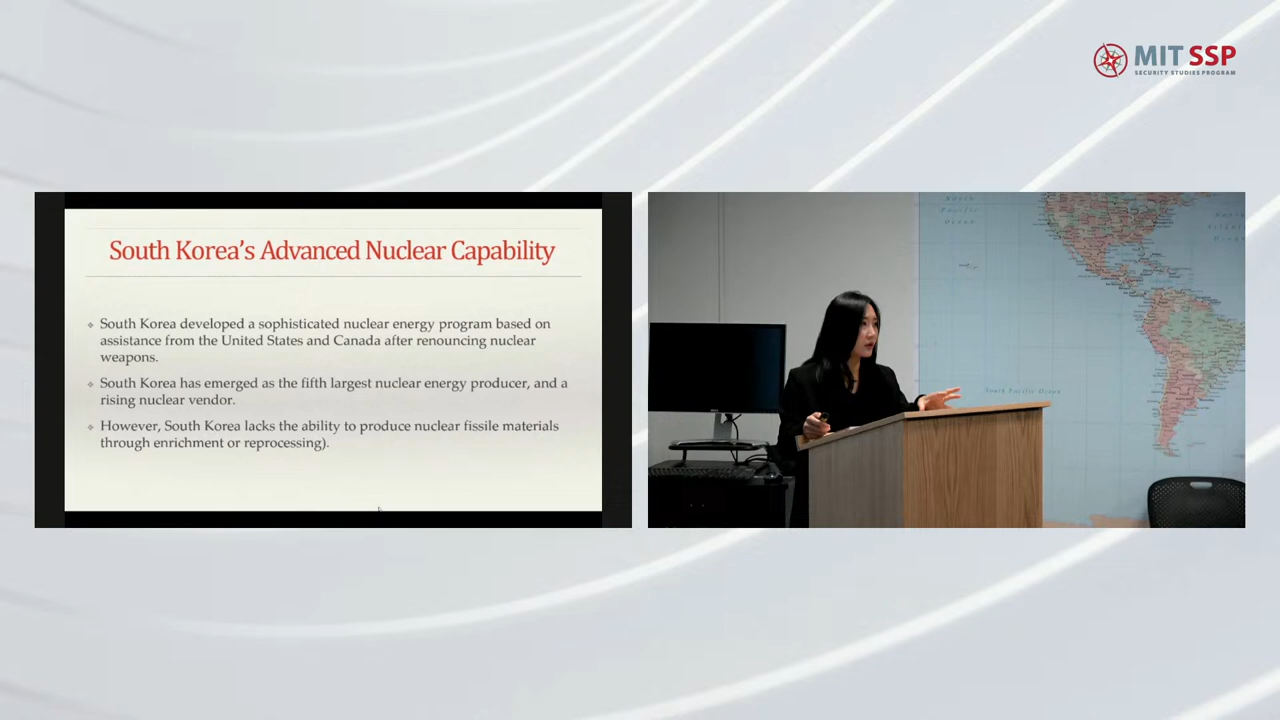 MIT SSP
SECURITY STUDIES PROGRAM
South Korea's Advanced Nuclear Capability
South Korea developed a sophisticated nuclear energy program based on
assistance from the United States and Canada after renouncing nuclear
weapons.
South Korea has emerged as the fifth largest nuclear energy producer, and a
rising nuclear vendor.
However, South Korea lacks the ability to produce nuclear fissile materials
through enrichment or reprocessing).
South Pacific Ocean